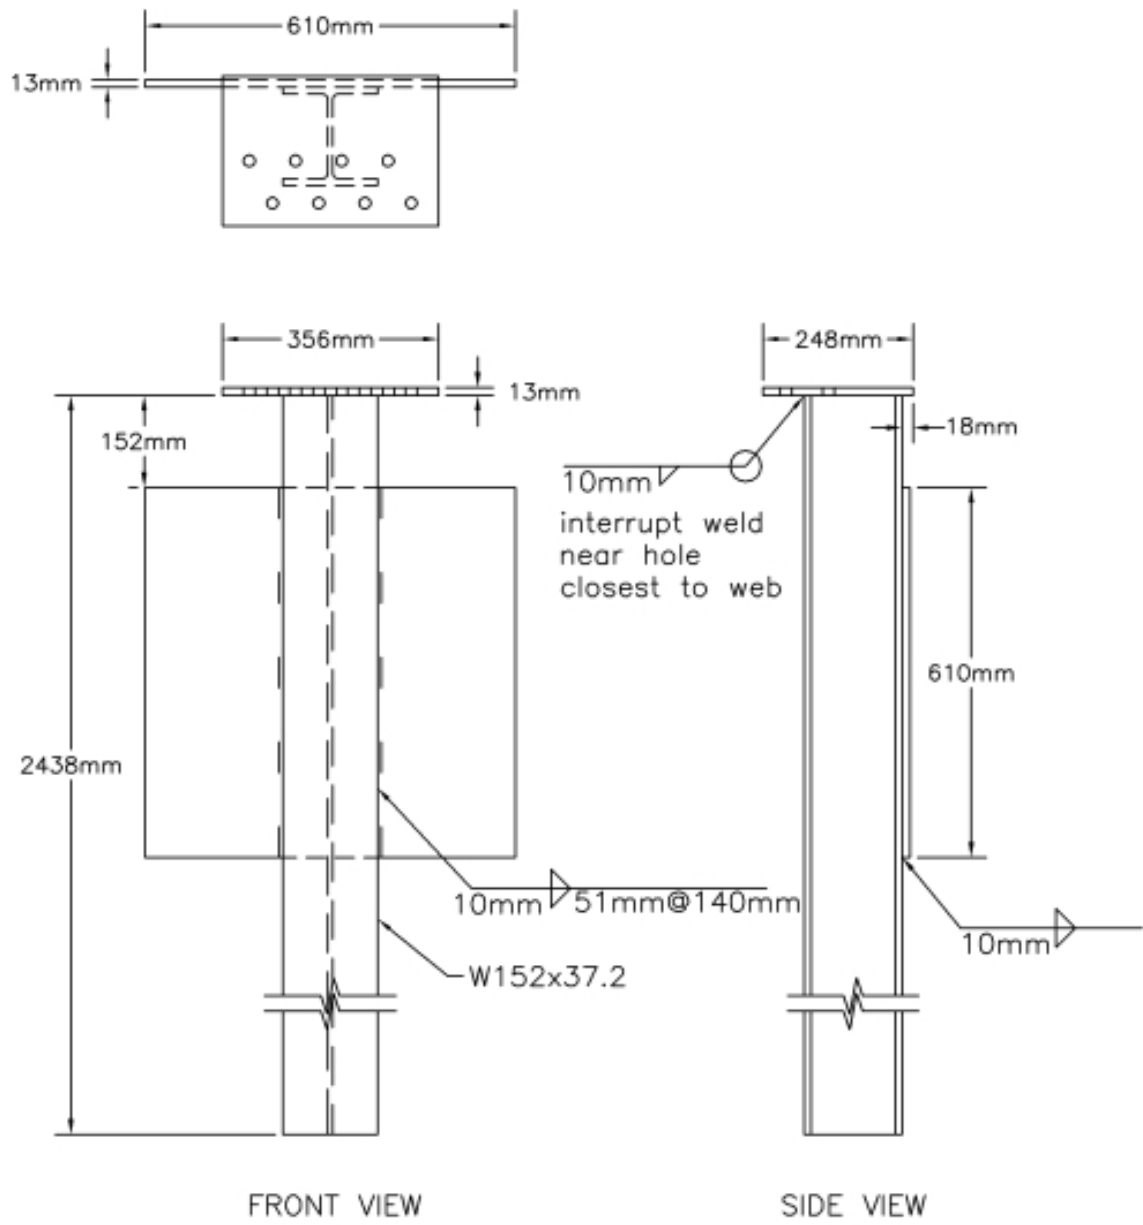 610mm
13mm
356mm
248mm
13mm
18mm
152mm
10mm
interrupt weld
near hole
closest to web
610mm
2438mm
10mm
51mm@140mm
10mm
W152x37.2
FRONT VIEW
SIDE VIEW